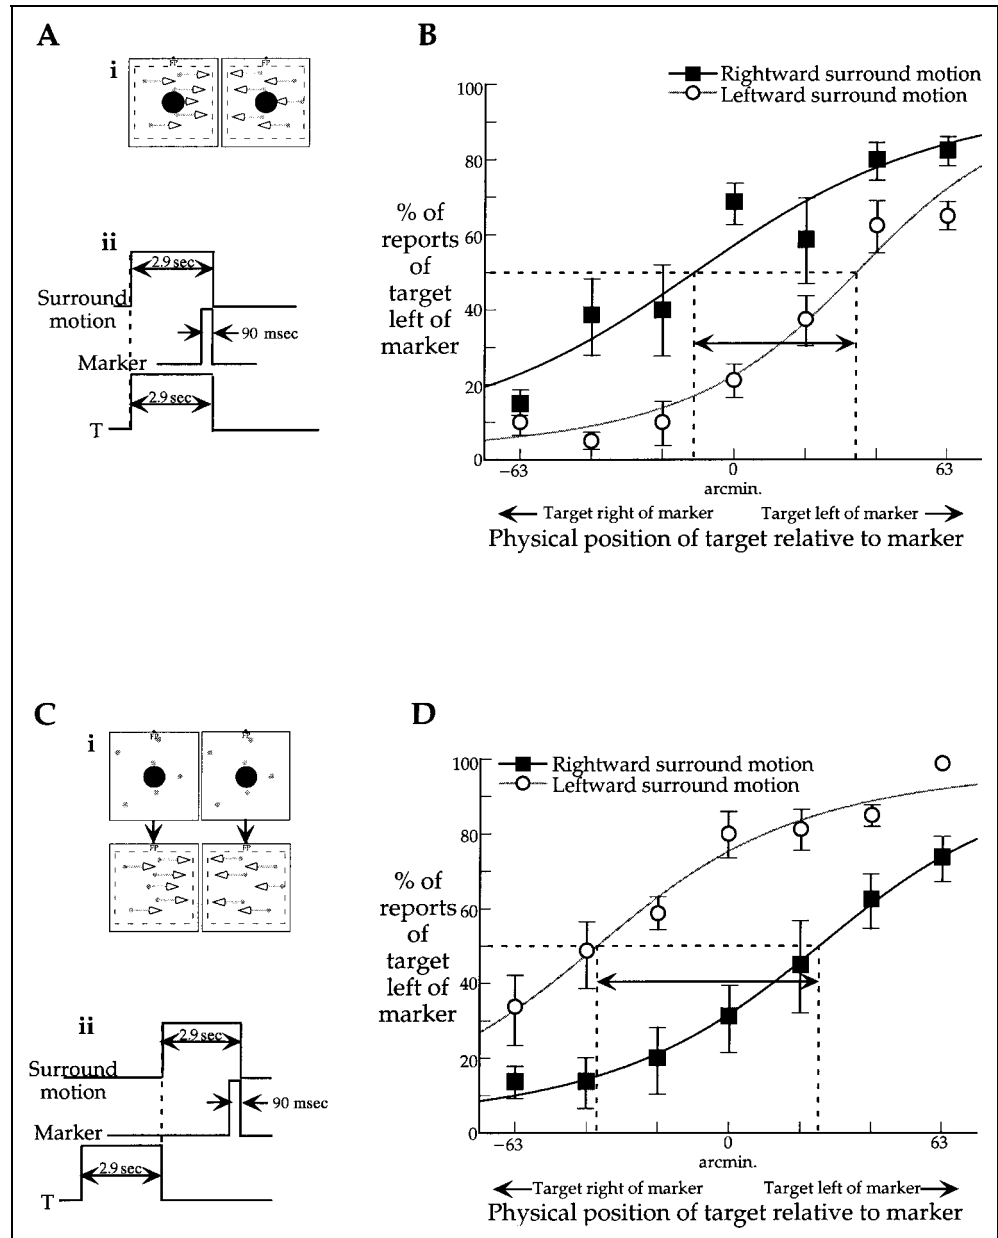 A
i
FP
FP
ii
2.9 sec
Surround
motion
90 msec
Marker
2.9 sec
T
B
Rightward surround motion
Leftward surround motion
100
80
60
40
20
0
% of
reports
of
target
left of
marker
−63
0
63
arcmin.
Target right of marker
Target left of marker
Physical position of target relative to marker
C
i
FP
FP
FP
FP
ii
2.9 sec
Surround
motion
90 msec
Marker
2.9 sec
T
D
Rightward surround motion
Leftward surround motion
100
80
60
40
20
0
% of
reports
of
target
left of
marker
−63
0
63
arcmin.
Target right of marker
Target left of marker
Physical position of target relative to marker